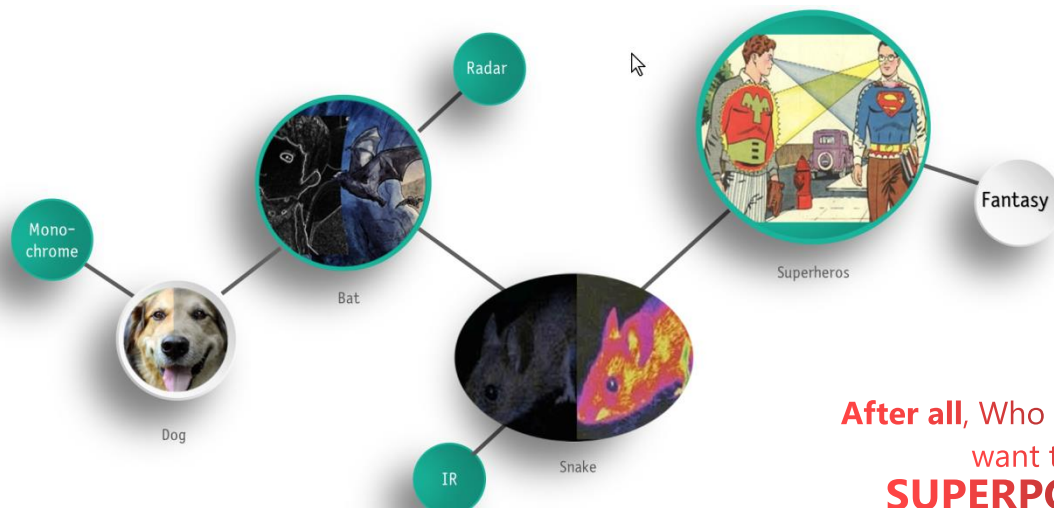 Radar
Mono-
chrome
Fantasy
Superheros
Bat
Dog
Snake
IR
After all, Who
want
SUPERPO